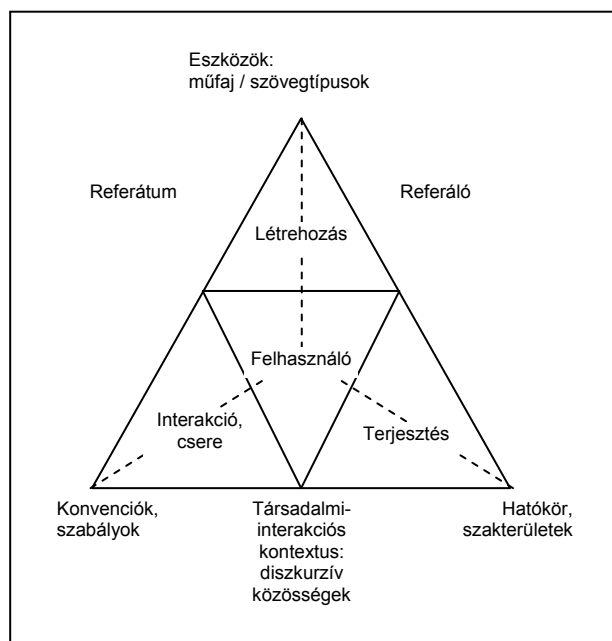 Eszközök:
műfaj / szövegtípusok
Referátum
Referáló
Létrehozás
Felhasználó
Interakció,
csere
Terjesztés
Konvenciók,
szabályok
Társadalmi-
interakciós
kontextus:
diszkurzív
közösségek
Hatókör,
szakterületek